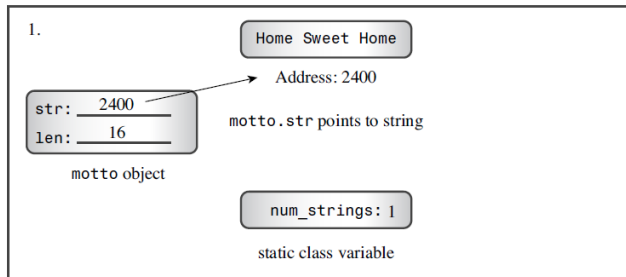 1.
Home Sweet Home
Address: 2400
str: 2400
len: 16
motto.str points to string
motto object
num_strings: 1
static class variable